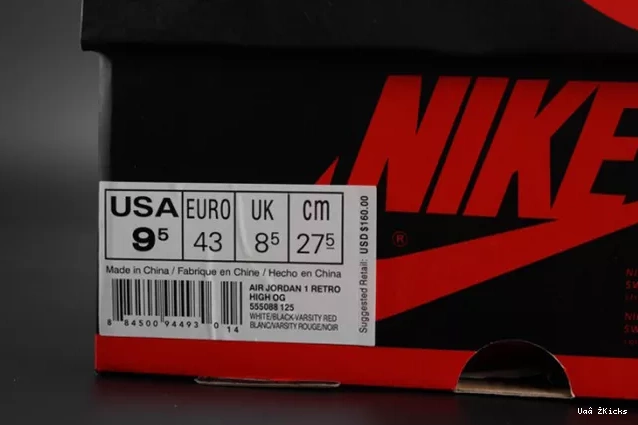 NIKE
®
USA EURO UK cm
9⁵ 43 8⁵ 27⁵
Made in China / Fabrique en Chine / Hecho en China
AIR JORDAN 1 RETRO
HIGH OG
555088 125
WHITE/BLACK-VARSITY RED
BLANC/VARSITY ROUGE/NOIR
8 84500 94493 0 14
Suggested Retail: USD $160.00
Uaâ ŽKicks